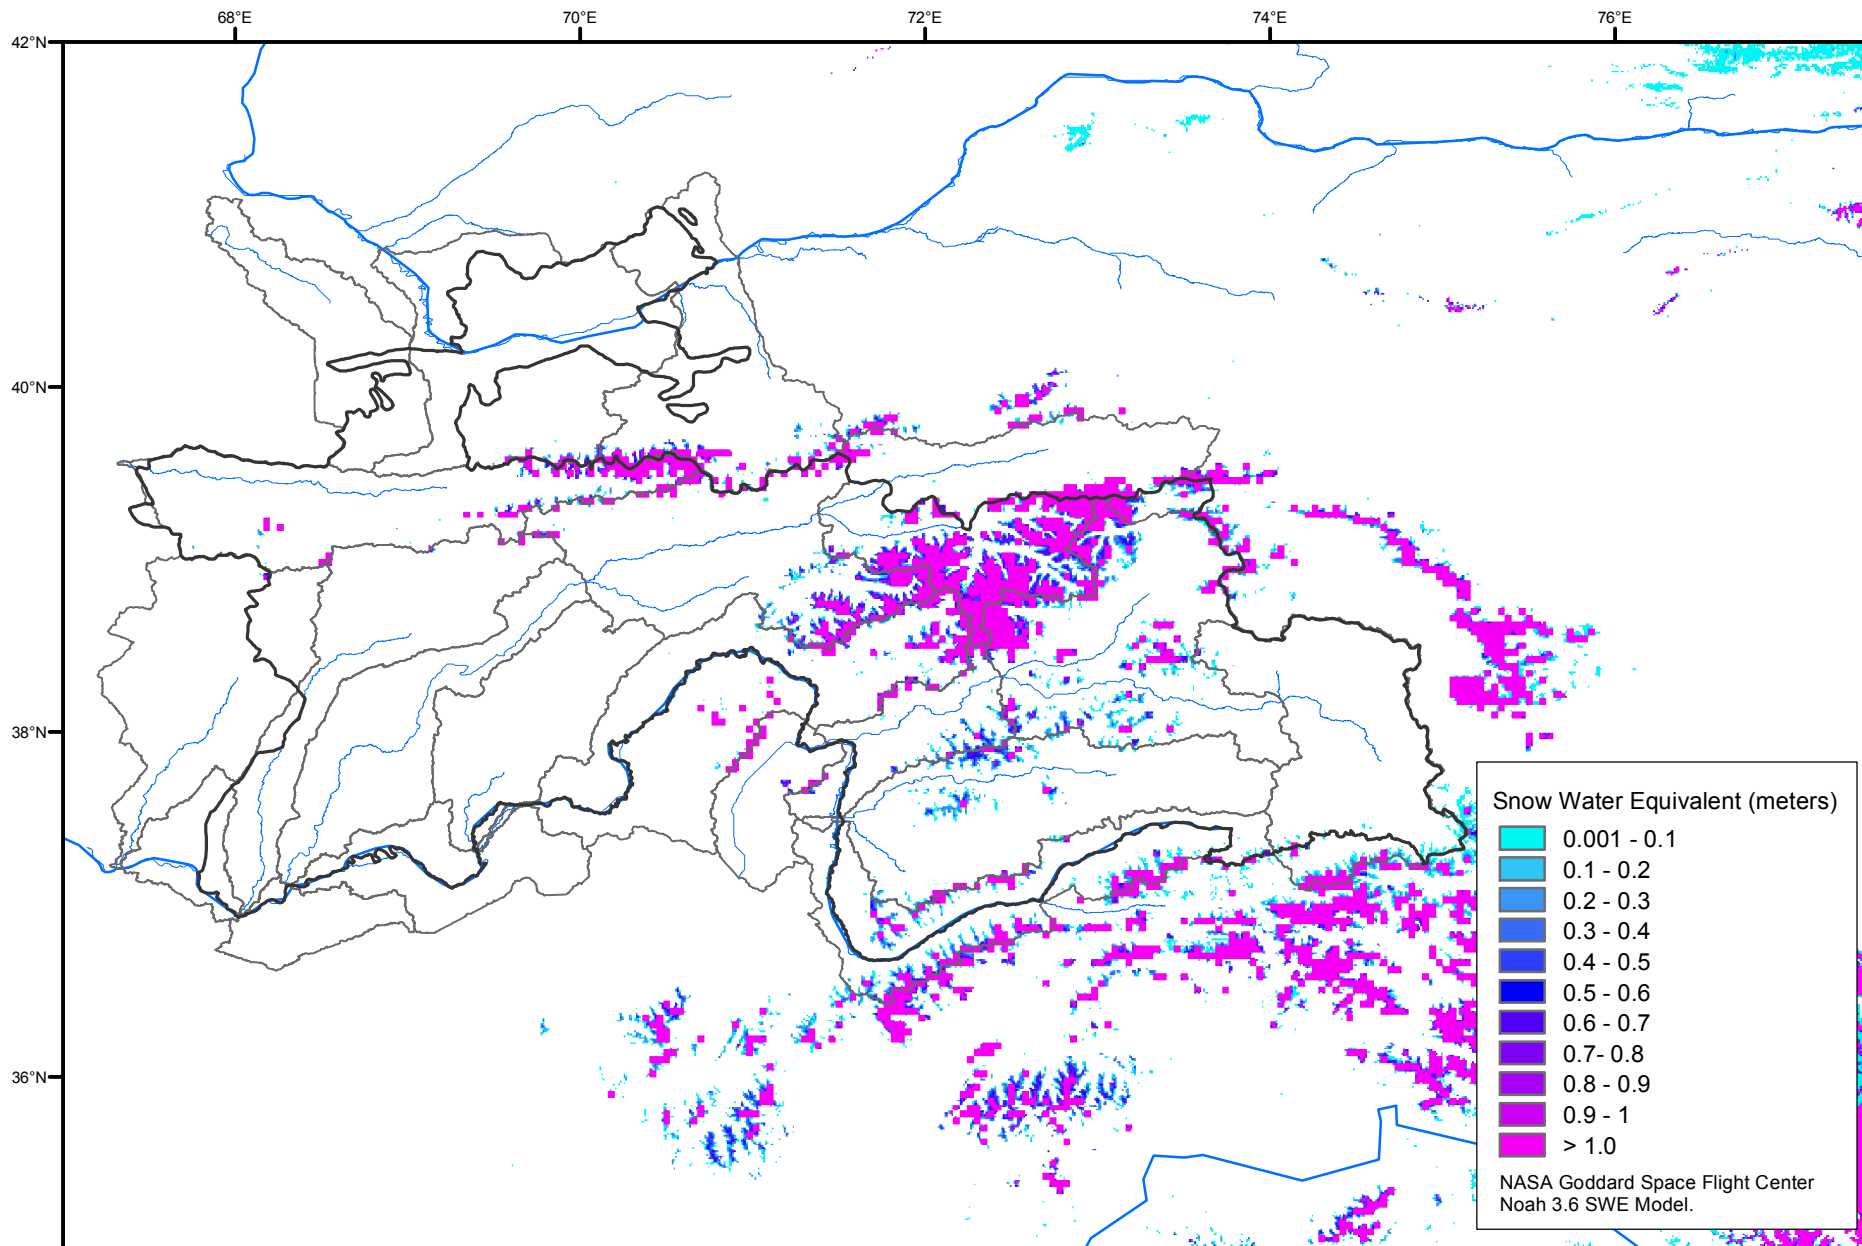 68°E
70°E
72°E
74°E
76°E
42°N
40°N
38°N
36°N
Snow Water Equivalent (meters)
0.001 - 0.1
0.1 - 0.2
0.2 - 0.3
0.3 - 0.4
0.4 - 0.5
0.5 - 0.6
0.6 - 0.7
0.7- 0.8
0.8 - 0.9
0.9 - 1
> 1.0
NASA Goddard Space Flight Center
Noah 3.6 SWE Model.